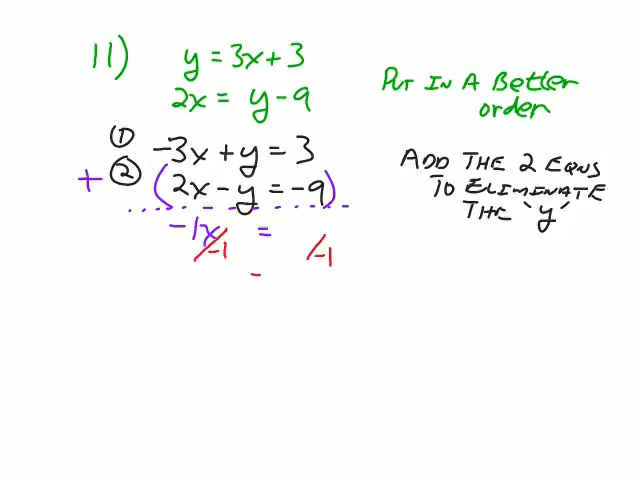 11) y = 3x + 3
2x = y - 9
Put In A Better
order
① -3x + y = 3
+ ② (2x - y = -9)
-1x =
/-1 /-1
-
ADD THE 2 EQNS
TO ELIMINATE
THE `y´